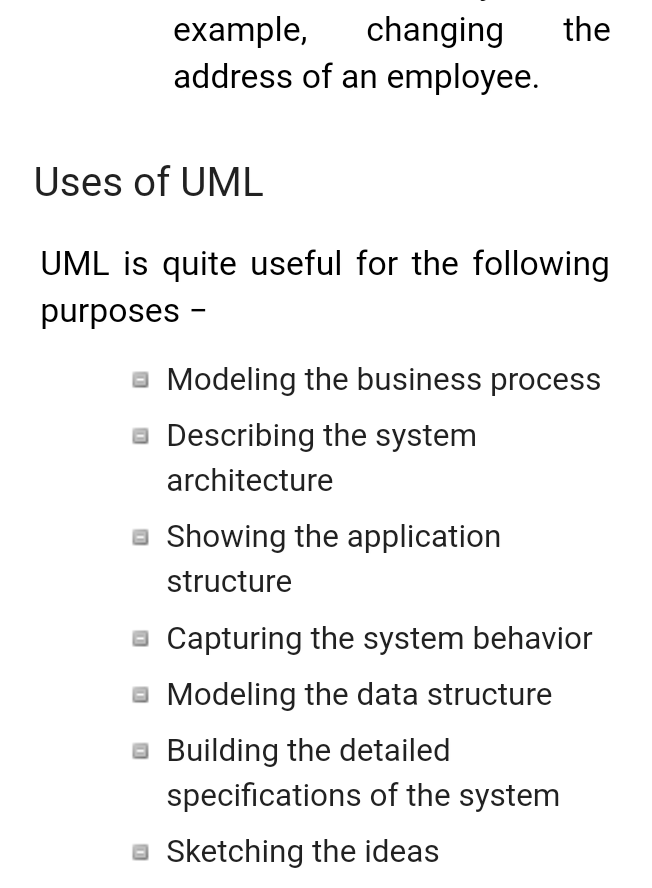 example, changing the
address of an employee.
Uses of UML
UML is quite useful for the following
purposes −
Modeling the business process
Describing the system
architecture
Showing the application
structure
Capturing the system behavior
Modeling the data structure
Building the detailed
specifications of the system
Sketching the ideas